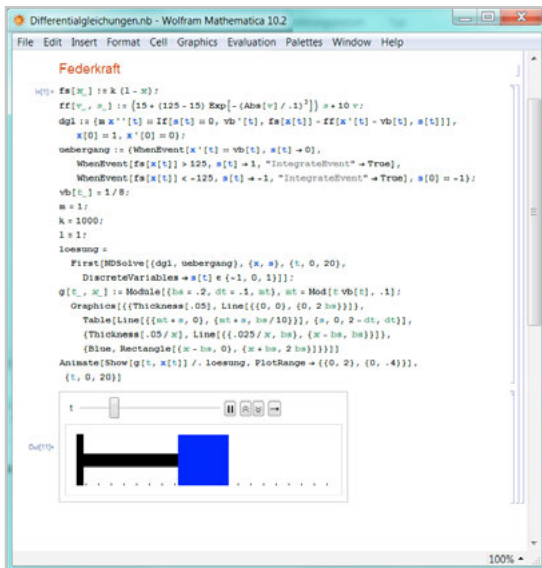 Differentialgleichungen.nb - Wolfram Mathematica 10.2
File Edit Insert Format Cell Graphics Evaluation Palettes Window Help
Federkraft
In[1]:= fs[x_] := k (l - x);
ff[v_, s_] := (15 + (125 - 15) Exp[-(Abs[v] / .1)^3]) s + 10 v;
dgl := {m x''[t] == If[s[t] == 0, vb'[t], fs[x[t]] - ff[x'[t] - vb[t], s[t]]],
x[0] == 1, x'[0] == 0};
uebergang := {WhenEvent[x'[t] == vb[t], s[t] → 0],
WhenEvent[fs[x[t]] > 125, s[t] → 1, "IntegrateEvent" → True],
WhenEvent[fs[x[t]] < -125, s[t] → -1, "IntegrateEvent" → True], s[0] == -1};
vb[t_] = 1/8;
m = 1;
k = 1000;
l = 1;
loesung =
First[NDSolve[{dgl, uebergang}, {x, s}, {t, 0, 20},
DiscreteVariables → s[t] ∈ {-1, 0, 1}]];
g[t_, x_] := Module[{bs = .2, dt = .1, mt}, mt = Mod[t vb[t], .1];
Graphics[{{Thickness[.05], Line[{{0, 0}, {0, 2 bs}}]},
Table[Line[{{mt + s, 0}, {mt + s, bs/10}}], {s, 0, 2 - dt, dt}],
{Thickness[.05/x], Line[{{.025/x, bs}, {x - bs, bs}}]},
{Blue, Rectangle[{x - bs, 0}, {x + bs, 2 bs}]}}]]
Animate[Show[g[t, x[t]] /. loesung, PlotRange → {{0, 2}, {0, .4}}],
{t, 0, 20}]
t
Out[11]=
100%